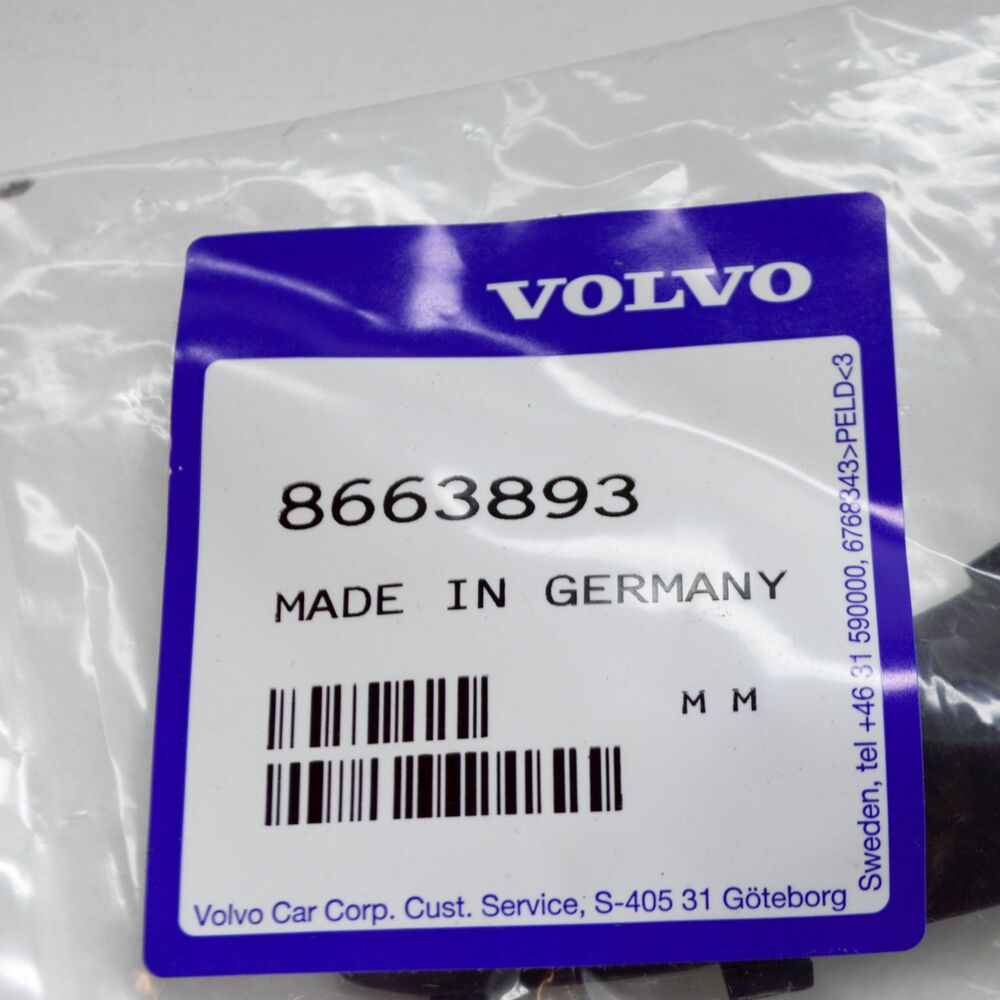 VOLVO
8663893
MADE IN GERMANY
M M
Volvo Car Corp. Cust. Service, S-405 31 Göteborg
Sweden, tel +46 31 590000, 6768343>PELD<3